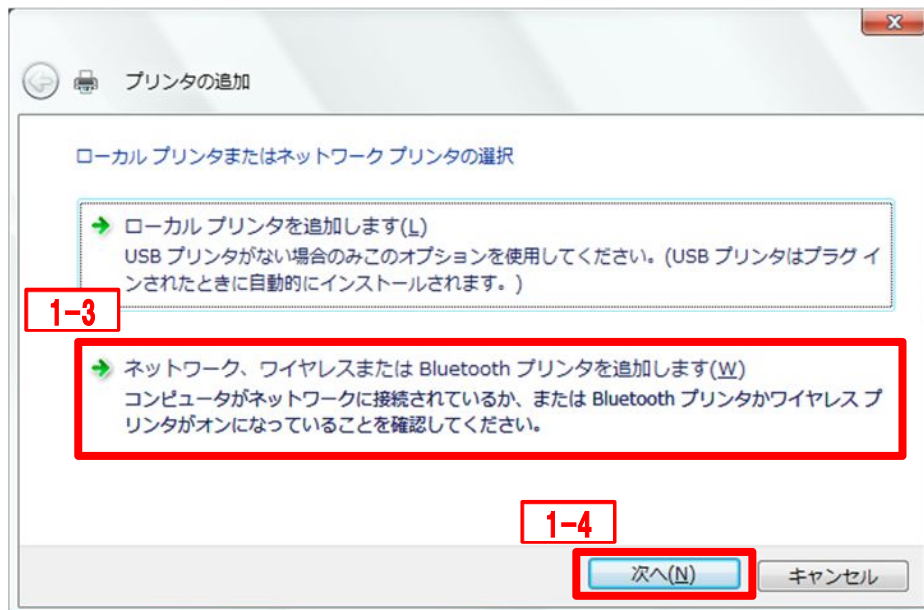 プリンタの追加
ローカル プリンタまたはネットワーク プリンタの選択
ローカル プリンタを追加します(L)
USB プリンタがない場合のみこのオプションを使用してください。(USB プリンタはプラグ イ
ンされたときに自動的にインストールされます。)
1-3
ネットワーク、ワイヤレスまたは Bluetooth プリンタを追加します(W)
コンピュータがネットワークに接続されているか、または Bluetooth プリンタかワイヤレス プ
リンタがオンになっていることを確認してください。
1-4
次へ(N)
キャンセル